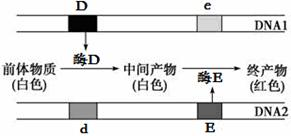 D e DNA1
酶D 酶E
前体物质 中间产物 终产物
(白色) (白色) (红色)
DNA2
d E